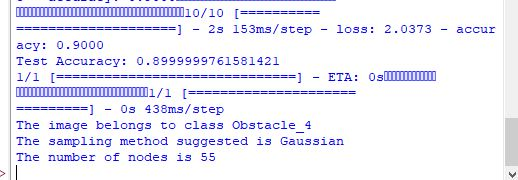 10/10 [==========
====================] - 2s 153ms/step - loss: 2.0373 - accur
acy: 0.9000
Test Accuracy: 0.8999999761581421
1/1 [==============================] - ETA: 0s
1/1 [=====================
=========] - 0s 438ms/step
The image belongs to class Obstacle_4
The sampling method suggested is Gaussian
The number of nodes is 55
>